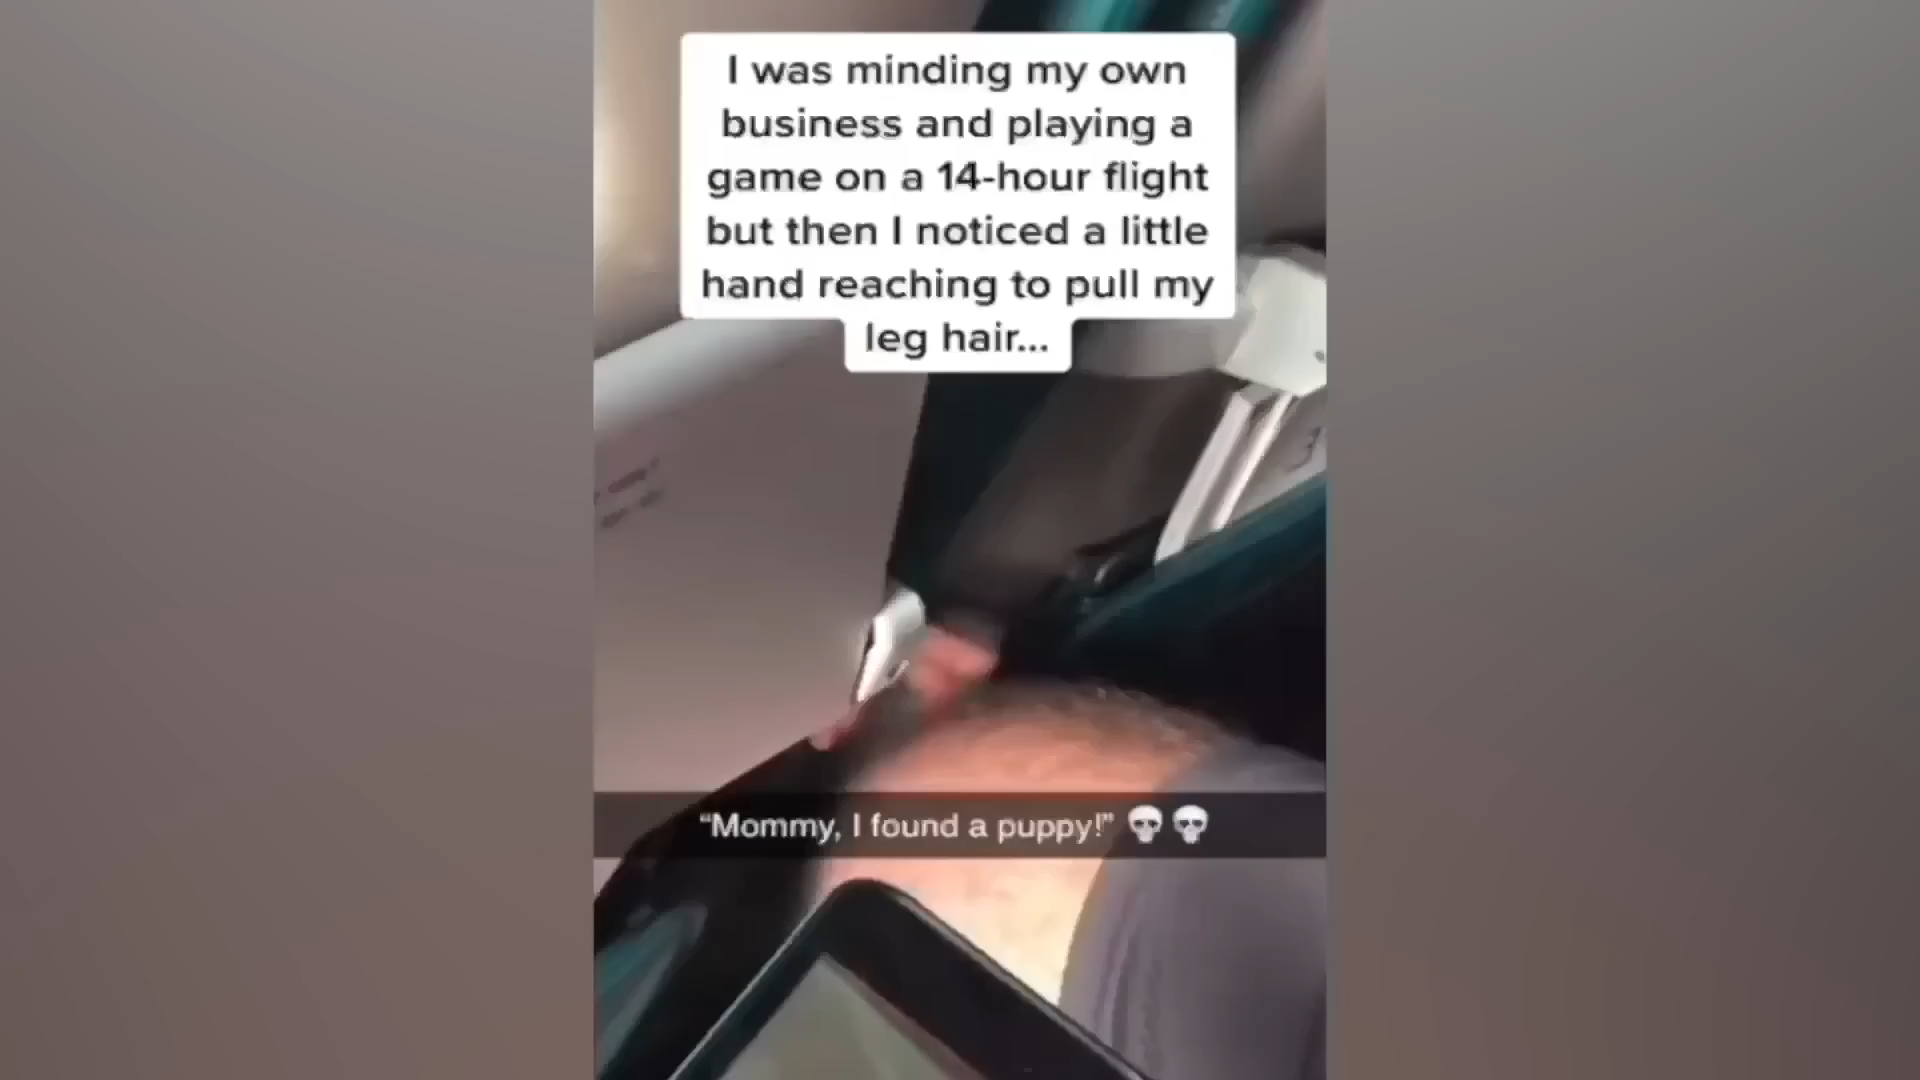 I was minding my own
business and playing a
game on a 14-hour flight
but then I noticed a little
hand reaching to pull my
leg hair...
“Mommy, I found a puppy!” 💀💀